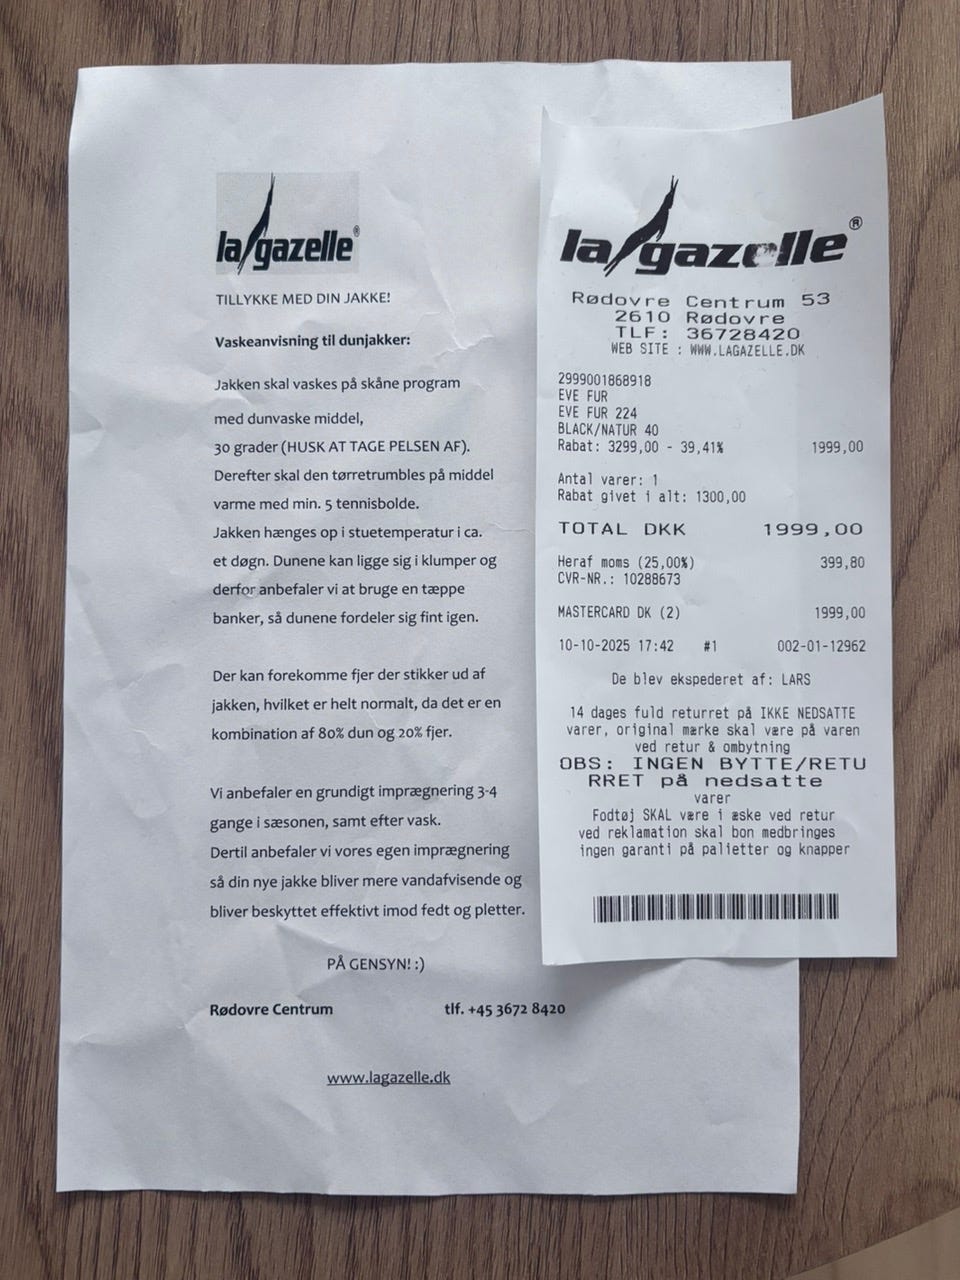 la gazelle®
TILLYKKE MED DIN JAKKE!
Vaskeanvisning til dunjakker:
Jakken skal vaskes på skåne program
med dunvaske middel,
30 grader (HUSK AT TAGE PELSEN AF).
Derefter skal den tørretrumbles på middel
varme med min. 5 tennisbolde.
Jakken hænges op i stuetemperatur i ca.
et døgn. Dunene kan ligge sig i klumper og
derfor anbefaler vi at bruge en tæppe
banker, så dunene fordeler sig fint igen.
Der kan forekomme fjer der stikker ud af
jakken, hvilket er helt normalt, da det er en
kombination af 80% dun og 20% fjer.
Vi anbefaler en grundigt imprægnering 3-4
gange i sæsonen, samt efter vask.
Dertil anbefaler vi vores egen imprægnering
så din nye jakke bliver mere vandafvisende og
bliver beskyttet effektivt imod fedt og pletter.
PÅ GENSYN! :)
Rødovre Centrum tlf. +45 3672 8420
www.lagazelle.dk
la gazelle®
Rødovre Centrum 53
2610 Rødovre
TLF: 36728420
WEB SITE : WWW.LAGAZELLE.DK
2999001868918
EVE FUR
EVE FUR 224
BLACK/NATUR 40
Rabat: 3299,00 - 39,41% 1999,00
Antal varer: 1
Rabat givet i alt: 1300,00
TOTAL DKK 1999,00
Heraf moms (25,00%) 399,80
CVR-NR.: 10288673
MASTERCARD DK (2) 1999,00
10-10-2025 17:42 #1 002-01-12962
De blev ekspederet af: LARS
14 dages fuld returret på IKKE NEDSATTE
varer, original mærke skal være på varen
ved retur & ombytning
OBS: INGEN BYTTE/RETU
RRET på nedsatte
varer
Fodtøj SKAL være i æske ved retur
ved reklamation skal bon medbringes
ingen garanti på palietter og knapper